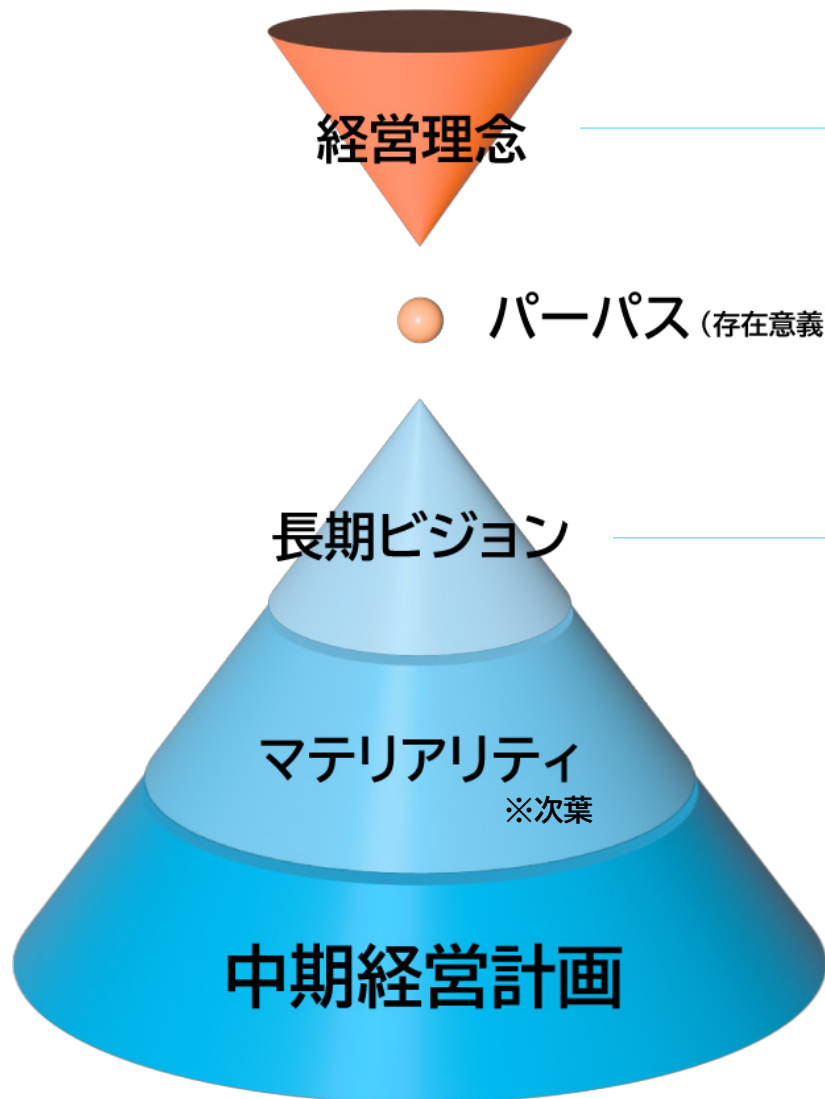 経営理念
パーパス（存在意義
長期ビジョン
マテリアリティ
※次葉
中期経営計画